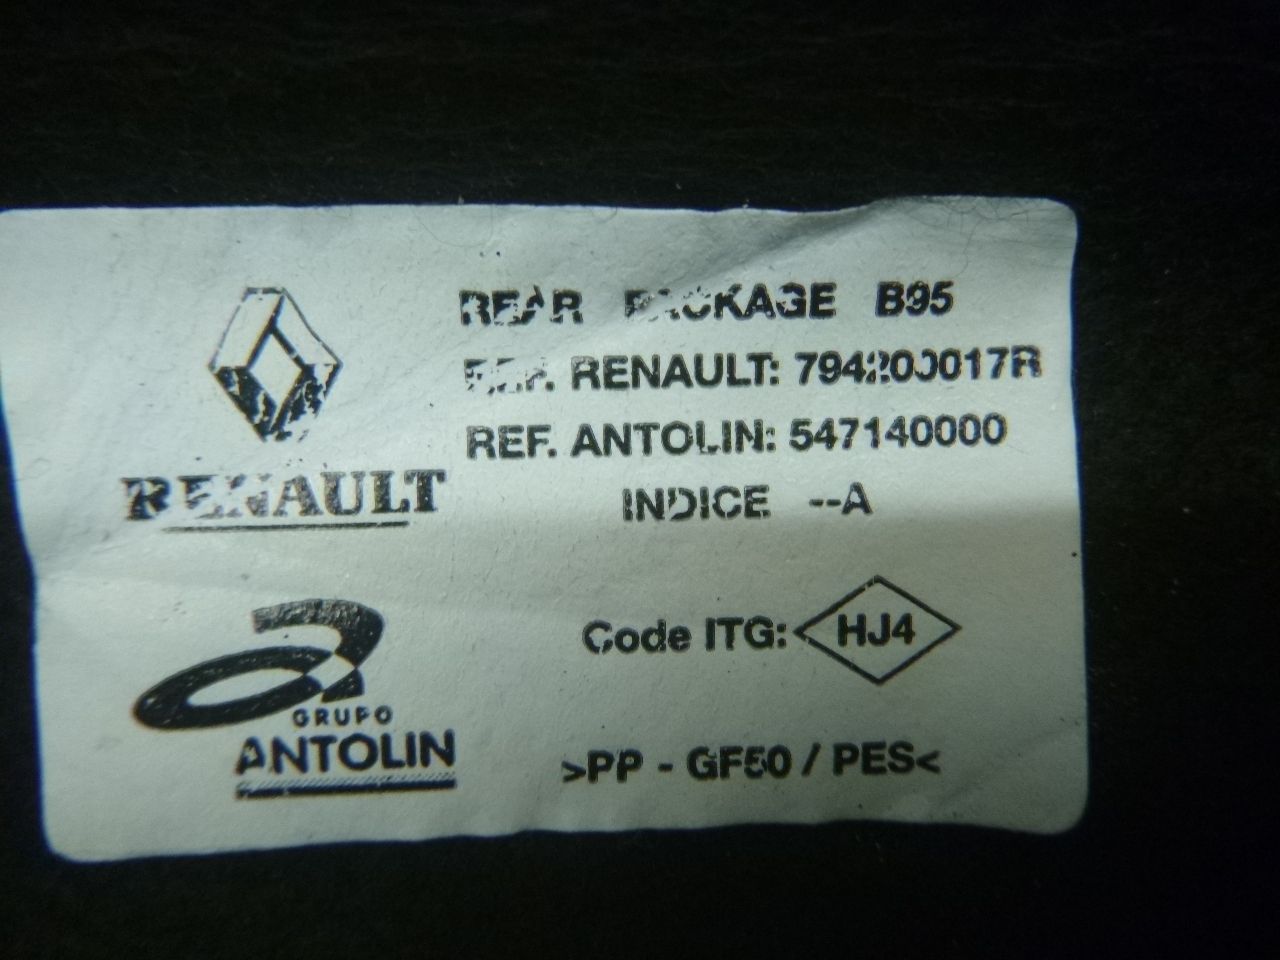 REAR PACKAGE B95
REF. RENAULT: 794200017R
REF. ANTOLIN: 547140000
INDICE --A
RENAULT
Code ITG: HJ4
GRUPO
ANTOLIN
>PP - GF50 / PES<